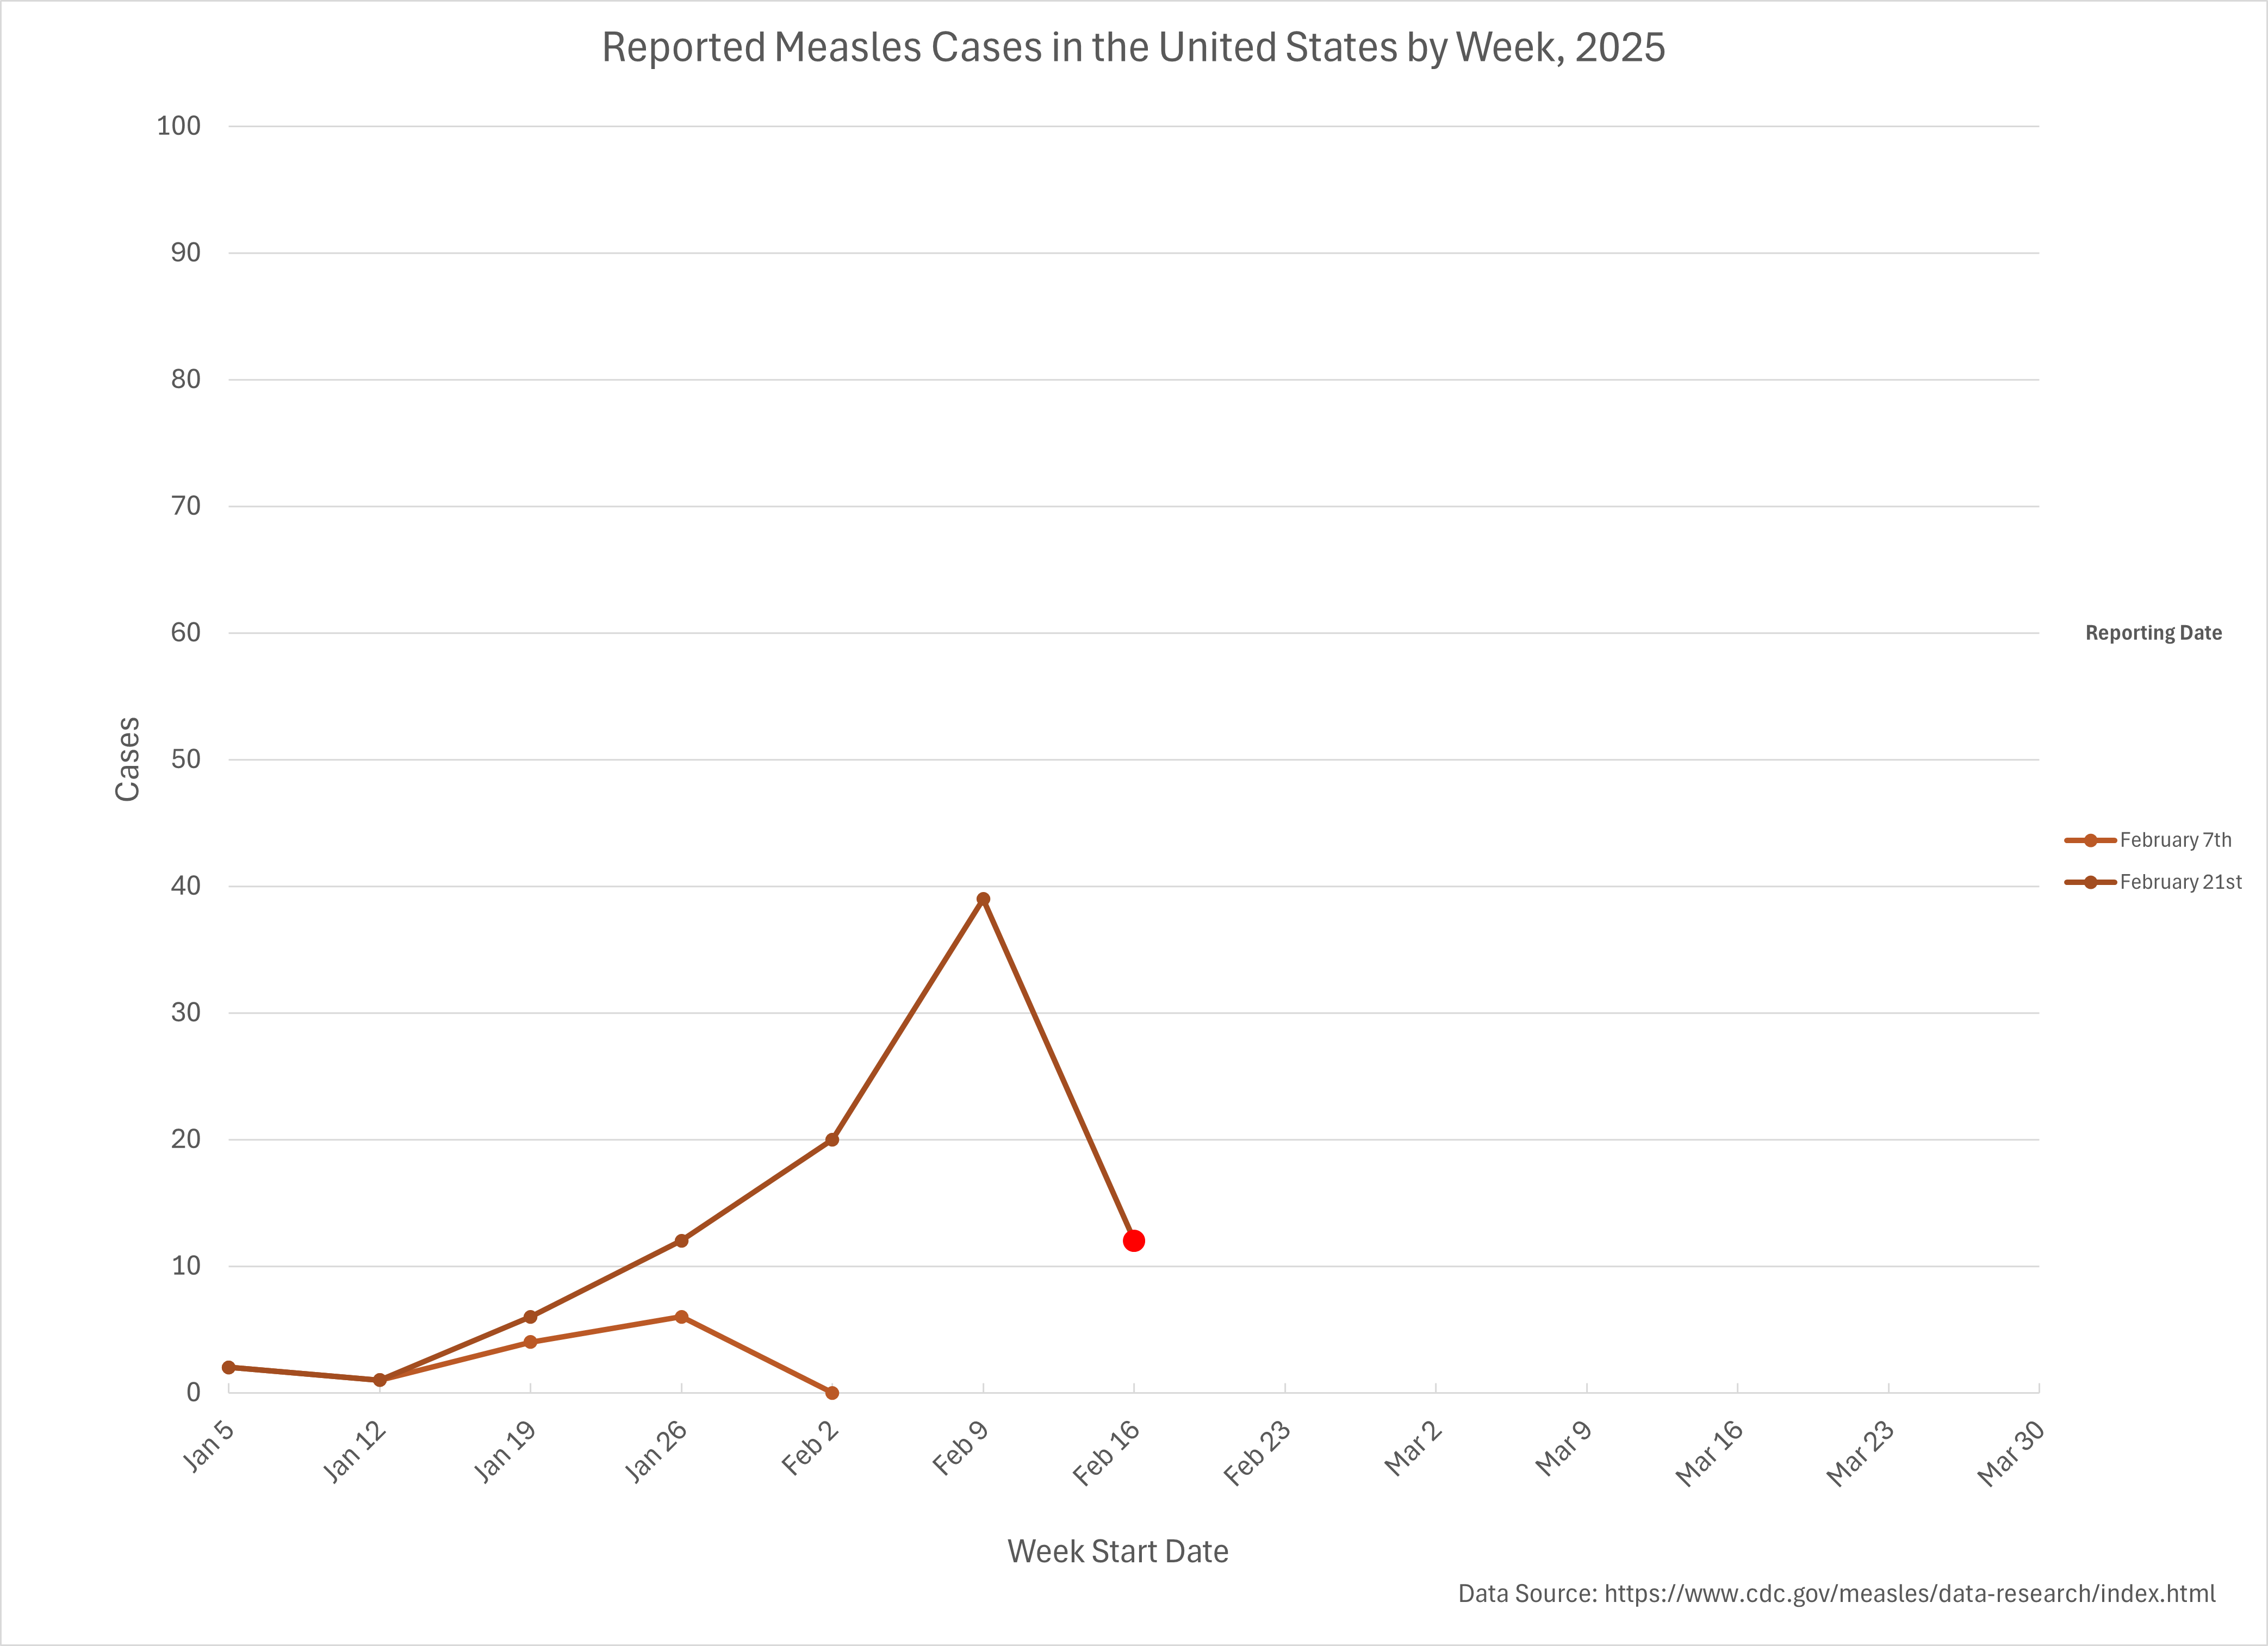 Reported Measles Cases in the United States by Week, 2025
100
90
80
70
60
50
40
30
20
10
0
Cases
Jan 5
Jan 12
Jan 19
Jan 26
Feb 2
Feb 9
Feb 16
Feb 23
Mar 2
Mar 9
Mar 16
Mar 23
Mar 30
Week Start Date
Reporting Date
February 7th
February 21st
Data Source: https://www.cdc.gov/measles/data-research/index.html